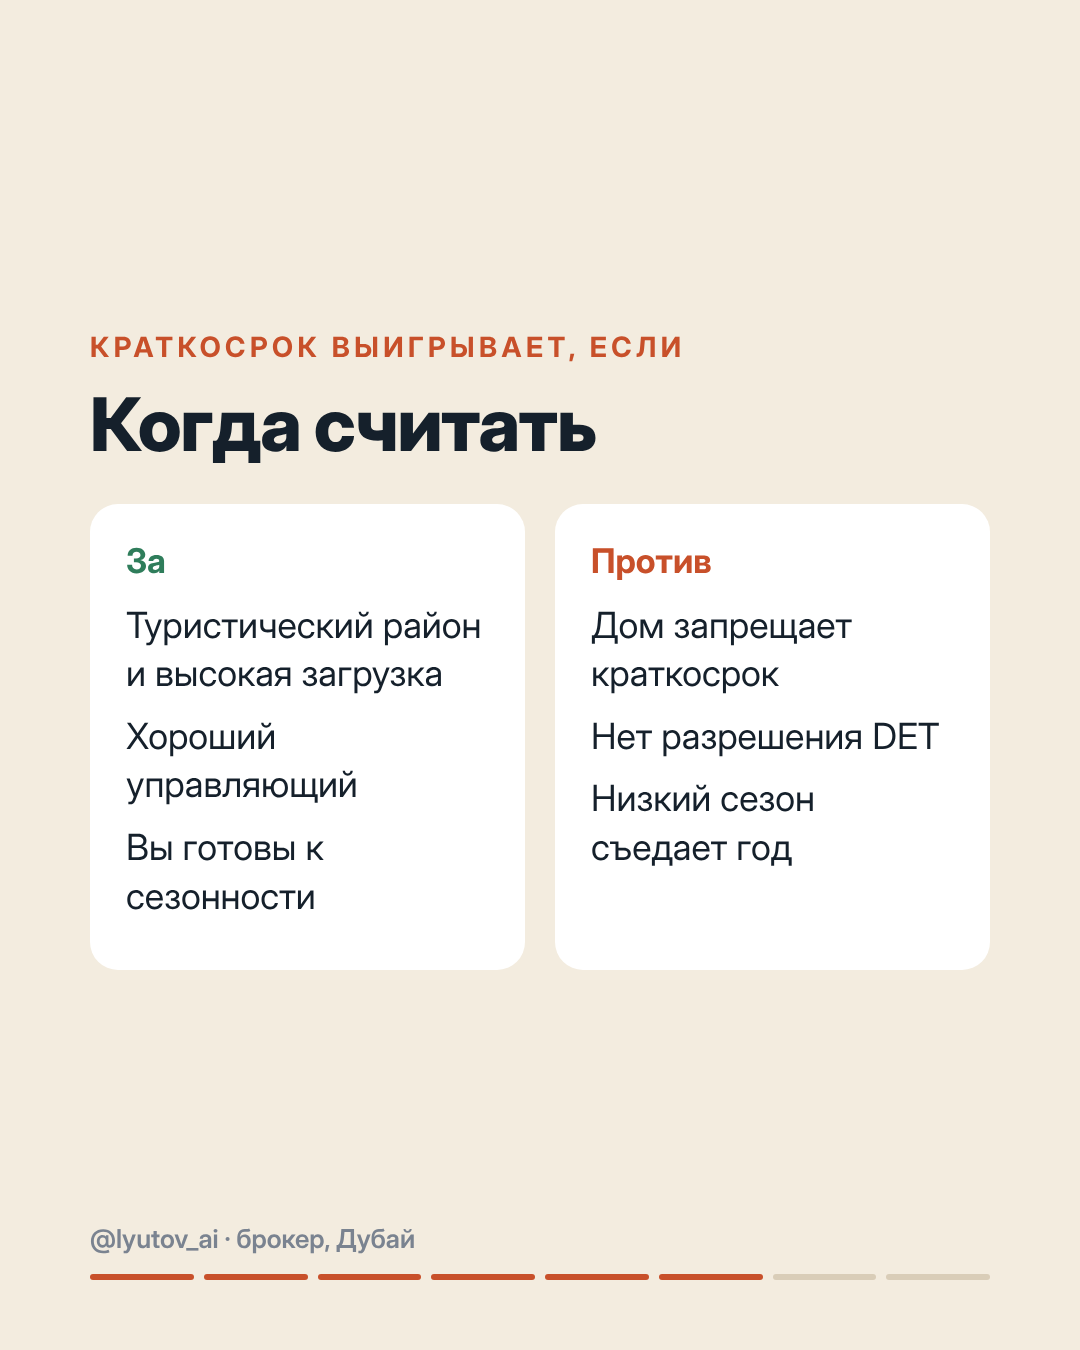 КРАТКОСРОК ВЫИГРЫВАЕТ, ЕСЛИ
Когда считать
За
Туристический район
и высокая загрузка
Хороший
управляющий
Вы готовы к
сезонности
Против
Дом запрещает
краткосрок
Нет разрешения DET
Низкий сезон
съедает год
@lyutov_ai · брокер, Дубай